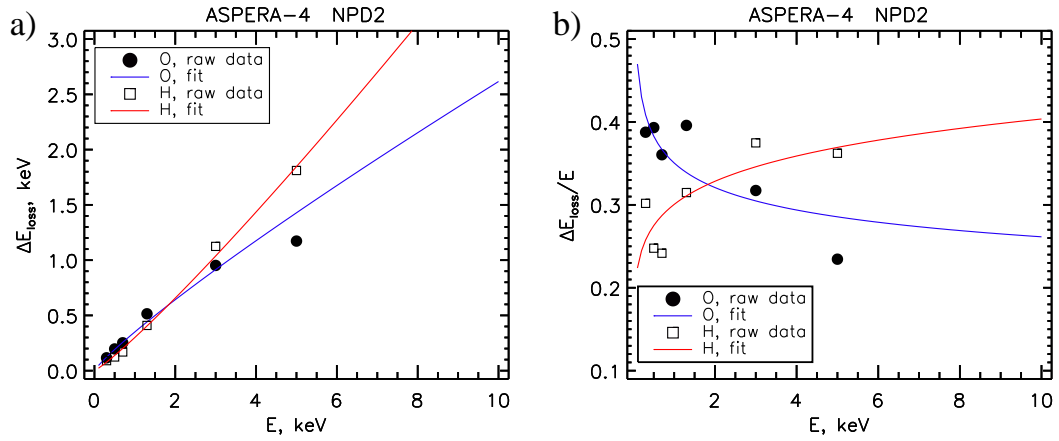 a)
ASPERA-4 NPD2
3.0
2.5
2.0
1.5
1.0
0.5
0.0
ΔE_loss, keV
O, raw data
O, fit
H, raw data
H, fit
0 2 4 6 8 10
E, keV
b)
ASPERA-4 NPD2
0.5
0.4
0.3
0.2
0.1
ΔE_loss/E
O, raw data
O, fit
H, raw data
H, fit
2 4 6 8 10
E, keV